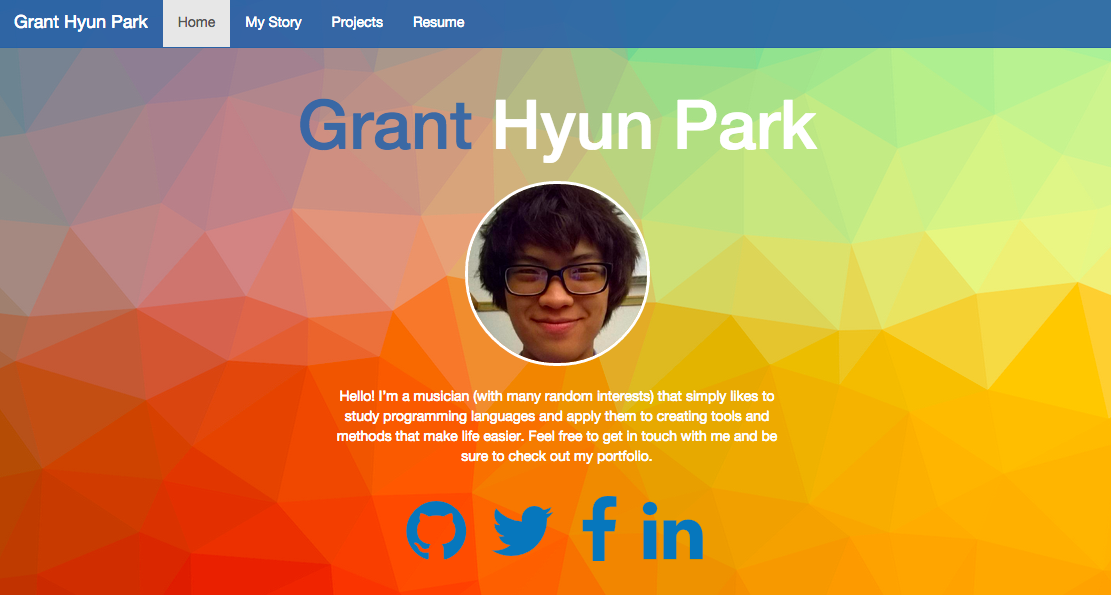 Grant Hyun Park Home My Story Projects Resume
Grant Hyun Park
Hello! I'm a musician (with many random interests) that simply likes to
study programming languages and apply them to creating tools and
methods that make life easier. Feel free to get in touch with me and be
sure to check out my portfolio.